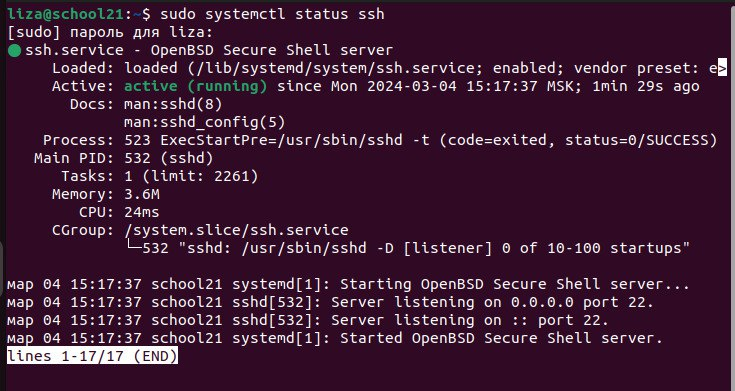 liza@school21:~$ sudo systemctl status ssh
[sudo] пароль для liza:
● ssh.service - OpenBSD Secure Shell server
     Loaded: loaded (/lib/systemd/system/ssh.service; enabled; vendor preset: e>
     Active: active (running) since Mon 2024-03-04 15:17:37 MSK; 1min 29s ago
       Docs: man:sshd(8)
             man:sshd_config(5)
    Process: 523 ExecStartPre=/usr/sbin/sshd -t (code=exited, status=0/SUCCESS)
   Main PID: 532 (sshd)
      Tasks: 1 (limit: 2261)
     Memory: 3.6M
        CPU: 24ms
     CGroup: /system.slice/ssh.service
             └─532 "sshd: /usr/sbin/sshd -D [listener] 0 of 10-100 startups"

мар 04 15:17:37 school21 systemd[1]: Starting OpenBSD Secure Shell server...
мар 04 15:17:37 school21 sshd[532]: Server listening on 0.0.0.0 port 22.
мар 04 15:17:37 school21 sshd[532]: Server listening on :: port 22.
мар 04 15:17:37 school21 systemd[1]: Started OpenBSD Secure Shell server.
lines 1-17/17 (END)